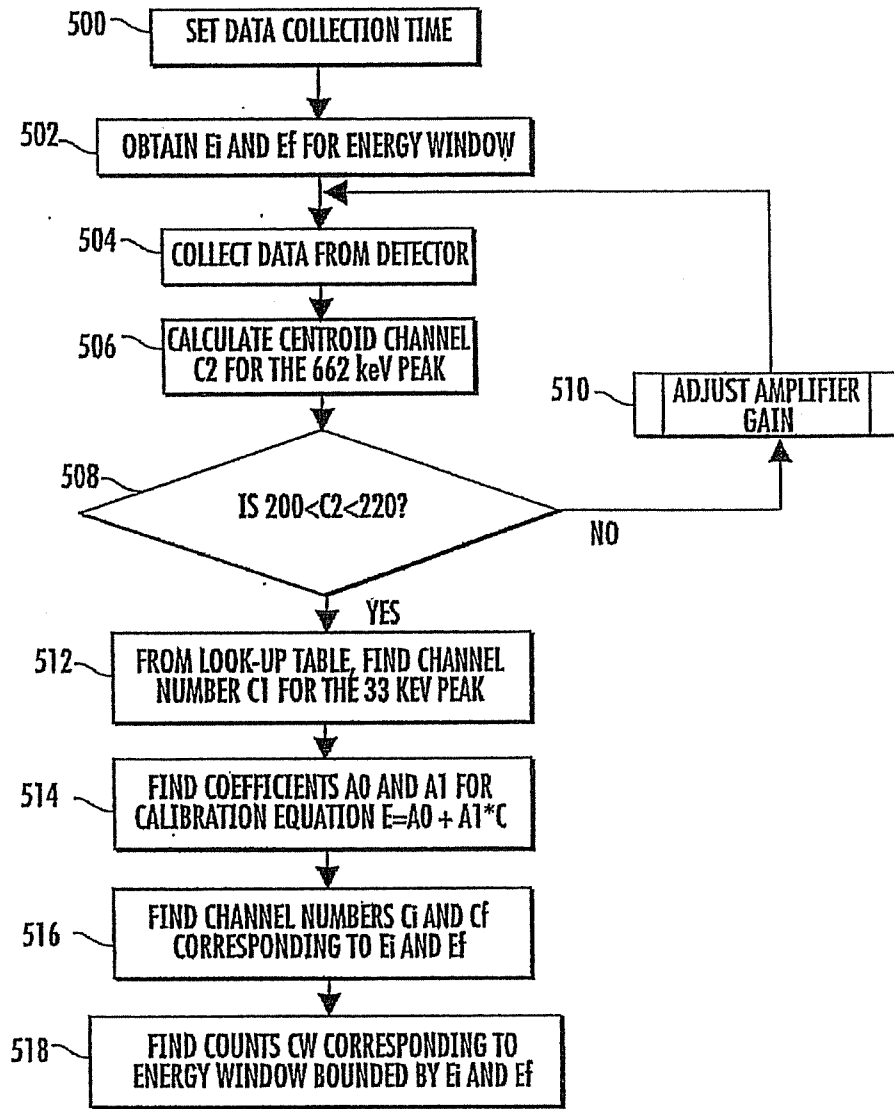 500
SET DATA COLLECTION TIME
502
OBTAIN Ei AND Ef FOR ENERGY WINDOW
504
COLLECT DATA FROM DETECTOR
506
CALCULATE CENTROID CHANNEL
C2 FOR THE 662 keV PEAK
510
ADJUST AMPLIFIER
GAIN
508
IS 200<C2<220?
NO
YES
512
FROM LOOK-UP TABLE, FIND CHANNEL
NUMBER C1 FOR THE 33 KEV PEAK
514
FIND COEFFICIENTS A0 AND A1 FOR
CALIBRATION EQUATION E=A0 + A1*C
516
FIND CHANNEL NUMBERS Ci AND Cf
CORRESPONDING TO Ei AND Ef
518
FIND COUNTS CW CORRESPONDING TO
ENERGY WINDOW BOUNDED BY Ei AND Ef